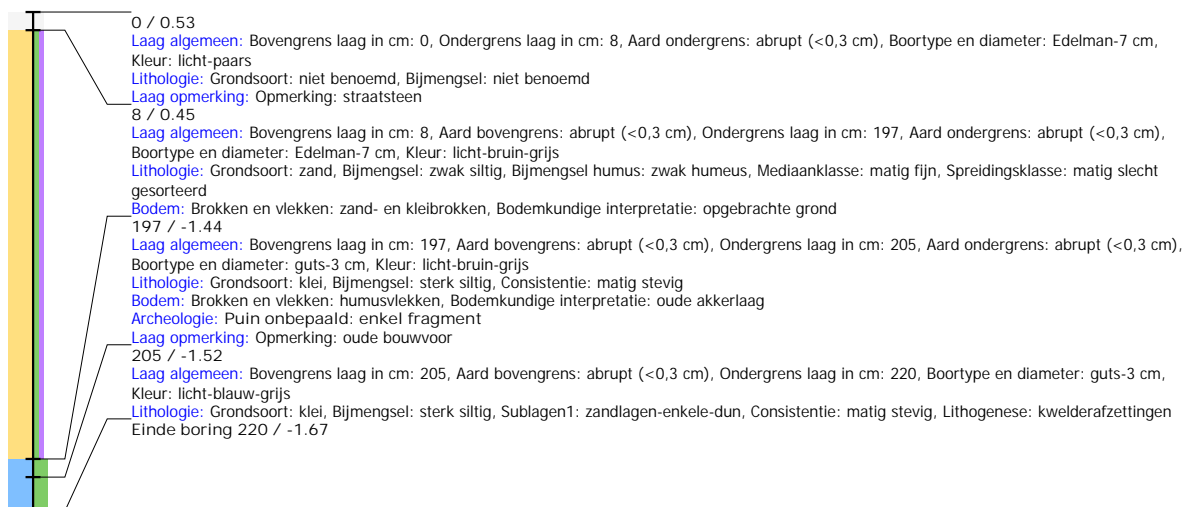 0 / 0.53
Laag algemeen: Bovengrens laag in cm: 0, Ondergrens laag in cm: 8, Aard ondergrens: abrupt (<0,3 cm), Boortype en diameter: Edelman-7 cm,
Kleur: licht-paars
Lithologie: Grondsoort: niet benoemd, Bijmengsel: niet benoemd
Laag opmerking: Opmerking: straatsteen
8 / 0.45
Laag algemeen: Bovengrens laag in cm: 8, Aard bovengrens: abrupt (<0,3 cm), Ondergrens laag in cm: 197, Aard ondergrens: abrupt (<0,3 cm),
Boortype en diameter: Edelman-7 cm, Kleur: licht-bruin-grijs
Lithologie: Grondsoort: zand, Bijmengsel: zwak siltig, Bijmengsel humus: zwak humeus, Mediaanklasse: matig fijn, Spreidingsklasse: matig slecht
gesorteerd
Bodem: Brokken en vlekken: zand- en kleibrokken, Bodemkundige interpretatie: opgebrachte grond
197 / -1.44
Laag algemeen: Bovengrens laag in cm: 197, Aard bovengrens: abrupt (<0,3 cm), Ondergrens laag in cm: 205, Aard ondergrens: abrupt (<0,3 cm),
Boortype en diameter: guts-3 cm, Kleur: licht-bruin-grijs
Lithologie: Grondsoort: klei, Bijmengsel: sterk siltig, Consistentie: matig stevig
Bodem: Brokken en vlekken: humusvlekken, Bodemkundige interpretatie: oude akkerlaag
Archeologie: Puin onbepaald: enkel fragment
Laag opmerking: Opmerking: oude bouwvoor
205 / -1.52
Laag algemeen: Bovengrens laag in cm: 205, Aard bovengrens: abrupt (<0,3 cm), Ondergrens laag in cm: 220, Boortype en diameter: guts-3 cm,
Kleur: licht-blauw-grijs
Lithologie: Grondsoort: klei, Bijmengsel: sterk siltig, Sublagen1: zandlagen-enkele-dun, Consistentie: matig stevig, Lithogenese: kwelderafzettingen
Einde boring 220 / -1.67